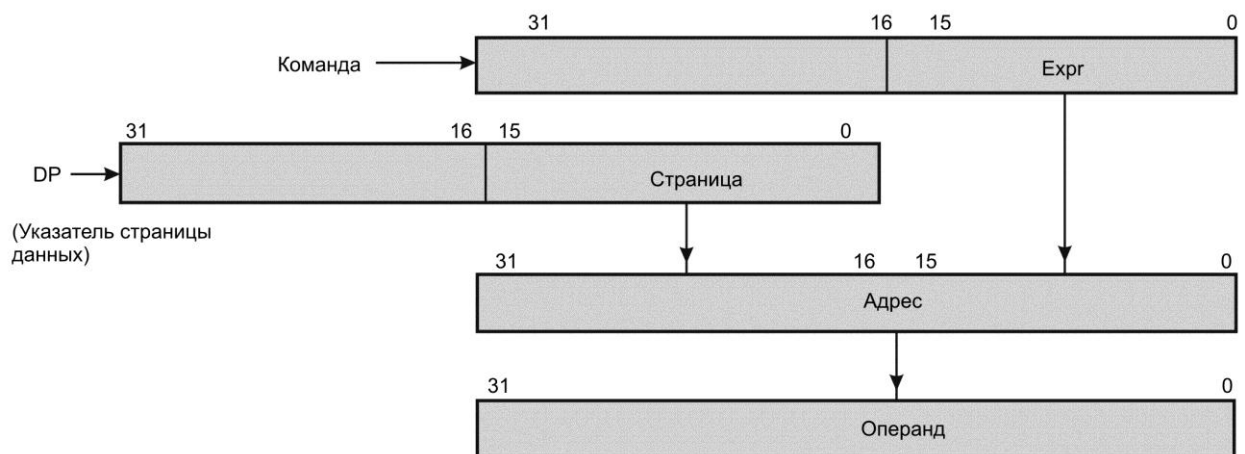 31 16 15 0
Команда
Expr
31 16 15 0
DP
Страница
(Указатель страницы
данных)
31 16 15 0
Адрес
31 0
Операнд